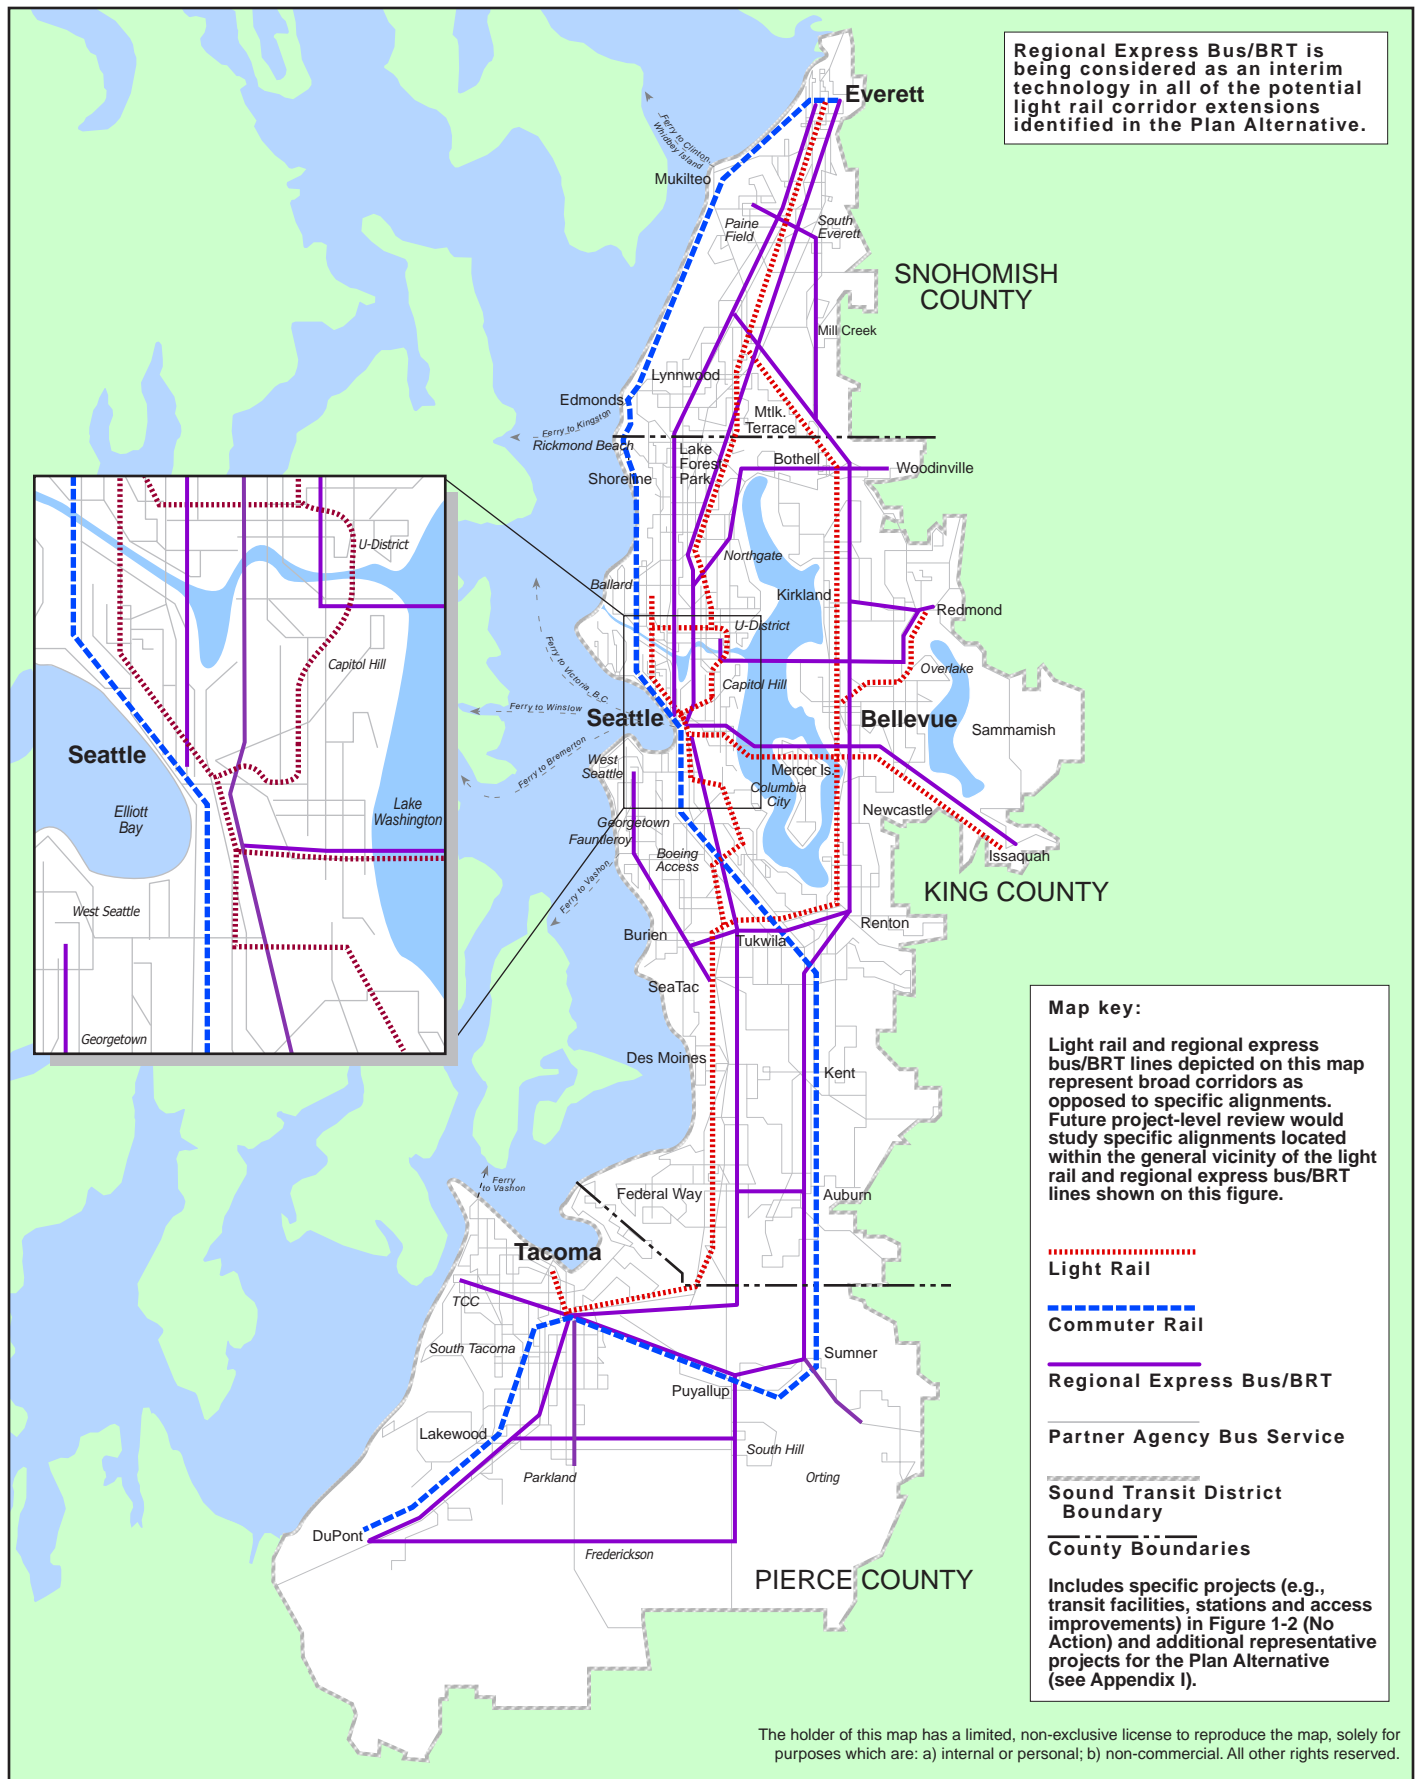 Regional Express Bus/BRT is
being considered as an interim
technology in all of the potential
light rail corridor extensions
identified in the Plan Alternative.
Everett
Ferry to Clinton,
Whidbey Island
Mukilteo
Paine
Field
South
Everett
SNOHOMISH
COUNTY
Mill Creek
Lynnwood
Edmonds
Ferry to Kingston
Mtlk.
Terrace
Rickmond Beach
Lake
Forest
Park
Bothell
Woodinville
Shoreline
Northgate
Ballard
Kirkland
Redmond
U-District
Ferry to Victoria, B.C.
Overlake
Capitol Hill
Ferry to Winslow
Seattle
Bellevue
Sammamish
Ferry to Bremerton
West
Seattle
Mercer Is.
Columbia
City
Newcastle
Georgetown
Fauntleroy
Boeing
Access
Issaquah
Ferry to Vashon
KING COUNTY
Renton
Burien
Tukwila
SeaTac
Des Moines
Kent
Ferry
to Vashon
Federal Way
Auburn
Tacoma
TCC
South Tacoma
Sumner
Puyallup
Lakewood
South Hill
Parkland
Orting
DuPont
Frederickson
PIERCE COUNTY
U-District
Capitol Hill
Seattle
Elliott
Bay
Lake
Washington
West Seattle
Georgetown
Map key:
Light rail and regional express
bus/BRT lines depicted on this map
represent broad corridors as
opposed to specific alignments.
Future project-level review would
study specific alignments located
within the general vicinity of the light
rail and regional express bus/BRT
lines shown on this figure.
Light Rail
Commuter Rail
Regional Express Bus/BRT
Partner Agency Bus Service
Sound Transit District
Boundary
County Boundaries
Includes specific projects (e.g.,
transit facilities, stations and access
improvements) in Figure 1-2 (No
Action) and additional representative
projects for the Plan Alternative
(see Appendix I).
The holder of this map has a limited, non-exclusive license to reproduce the map, solely for
purposes which are: a) internal or personal; b) non-commercial. All other rights reserved.